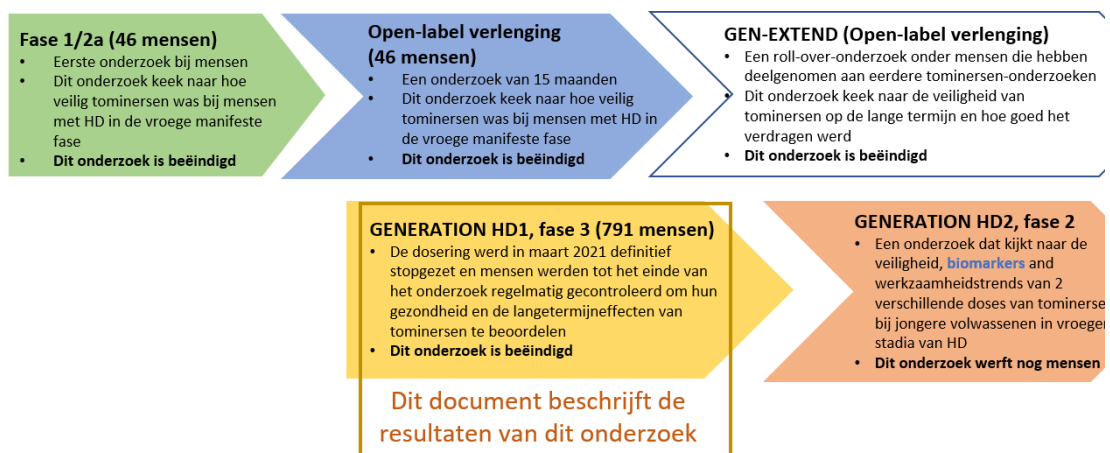 Fase 1/2a (46 mensen)
• Eerste onderzoek bij mensen
• Dit onderzoek keek naar hoe
veilig tominersen was bij mensen
met HD in de vroege manifeste
fase
• Dit onderzoek is beëindigd
Open-label verlenging
(46 mensen)
• Een onderzoek van 15 maanden
• Dit onderzoek keek naar hoe veilig
tominersen was bij mensen met HD in
de vroege manifeste fase
• Dit onderzoek is beëindigd
GEN-EXTEND (Open-label verlenging)
• Een roll-over-onderzoek onder mensen die hebben
deelgenomen aan eerdere tominersen-onderzoeken
• Dit onderzoek keek naar de veiligheid van
tominersen op de lange termijn en hoe goed het
verdragen werd
• Dit onderzoek is beëindigd
GENERATION HD1, fase 3 (791 mensen)
• De dosering werd in maart 2021 definitief
stopgezet en mensen werden tot het einde van
het onderzoek regelmatig gecontroleerd om hun
gezondheid en de langetermijneffecten van
tominersen te beoordelen
• Dit onderzoek is beëindigd
Dit document beschrijft de
resultaten van dit onderzoek
GENERATION HD2, fase 2
• Een onderzoek dat kijkt naar de
veiligheid, biomarkers and
werkzaamheidstrends van 2
verschillende doses van tominerse
bij jongere volwassenen in vroeger
stadia van HD
• Dit onderzoek werft nog mensen